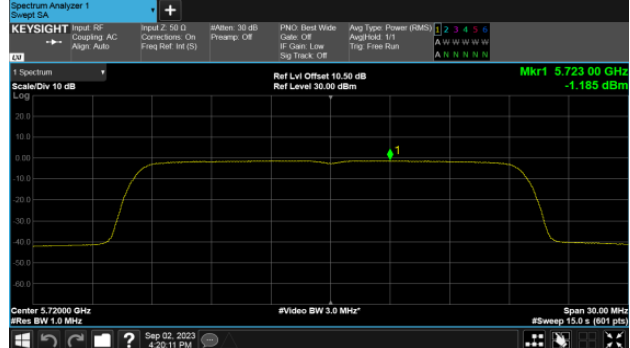 Spectrum Analyzer 1
Swept SA
+
KEYSIGHT Input: RF Input Z: 50 Ω #Atten: 30 dB PNO: Best Wide Avg Type: Power (RMS) 1 2 3 4 5 6
Coupling: AC Corrections: On Preamp: Off Gate: Off Avg|Hold: 1/1 A W W W W W
Align: Auto Freq Ref: Int (S) IF Gain: Low Trig: Free Run A N N N N N
Sig Track: Off
LXI
1 Spectrum Ref Lvl Offset 10.50 dB Mkr1 5.723 00 GHz
Scale/Div 10 dB Ref Level 30.00 dBm -1.185 dBm
Log
20.0
10.0
1
0.00
-10.0
-20.0
-30.0
-40.0
-50.0
-60.0
Center 5.72000 GHz #Video BW 3.0 MHz* Span 30.00 MHz
#Res BW 1.0 MHz #Sweep 15.0 s (601 pts)
? Sep 02, 2023
4:20:11 PM